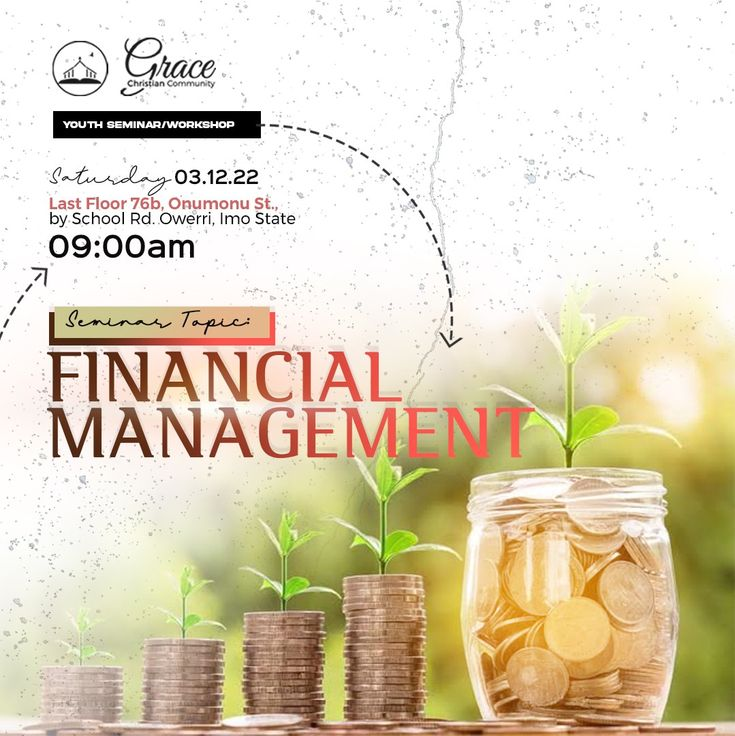 Grace
Christian Community
YOUTH SEMINAR/WORKSHOP
Saturday 03.12.22
Last Floor 76b, Onumonu St.,
by School Rd. Owerri, Imo State
09:00am
Seminar Topic:
FINANCIAL
MANAGEMENT